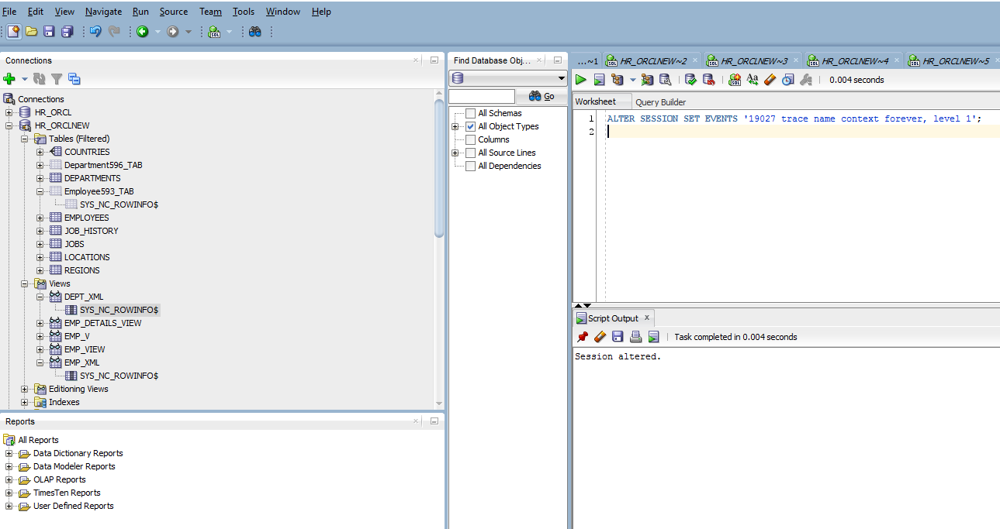 File Edit View Navigate Run Source Team Tools Window Help
Connections
Connections
HR_ORCL
HR_ORCLNEW
Tables (Filtered)
COUNTRIES
Department596_TAB
DEPARTMENTS
Employee593_TAB
SYS_NC_ROWINFO$
EMPLOYEES
JOB_HISTORY
JOBS
LOCATIONS
REGIONS
Views
DEPT_XML
SYS_NC_ROWINFO$
EMP_DETAILS_VIEW
EMP_V
EMP_VIEW
EMP_XML
SYS_NC_ROWINFO$
Editioning Views
Indexes
Reports
All Reports
Data Dictionary Reports
Data Modeler Reports
OLAP Reports
TimesTen Reports
User Defined Reports
Find Database Obj...
Go
All Schemas
All Object Types
Columns
All Source Lines
All Dependencies
...~1 HR_ORCLNEW~2 HR_ORCLNEW~3 HR_ORCLNEW~4 HR_ORCLNEW~5
0.004 seconds
Worksheet Query Builder
1 ALTER SESSION SET EVENTS '19027 trace name context forever, level 1';
2
Script Output x
Task completed in 0.004 seconds
Session altered.